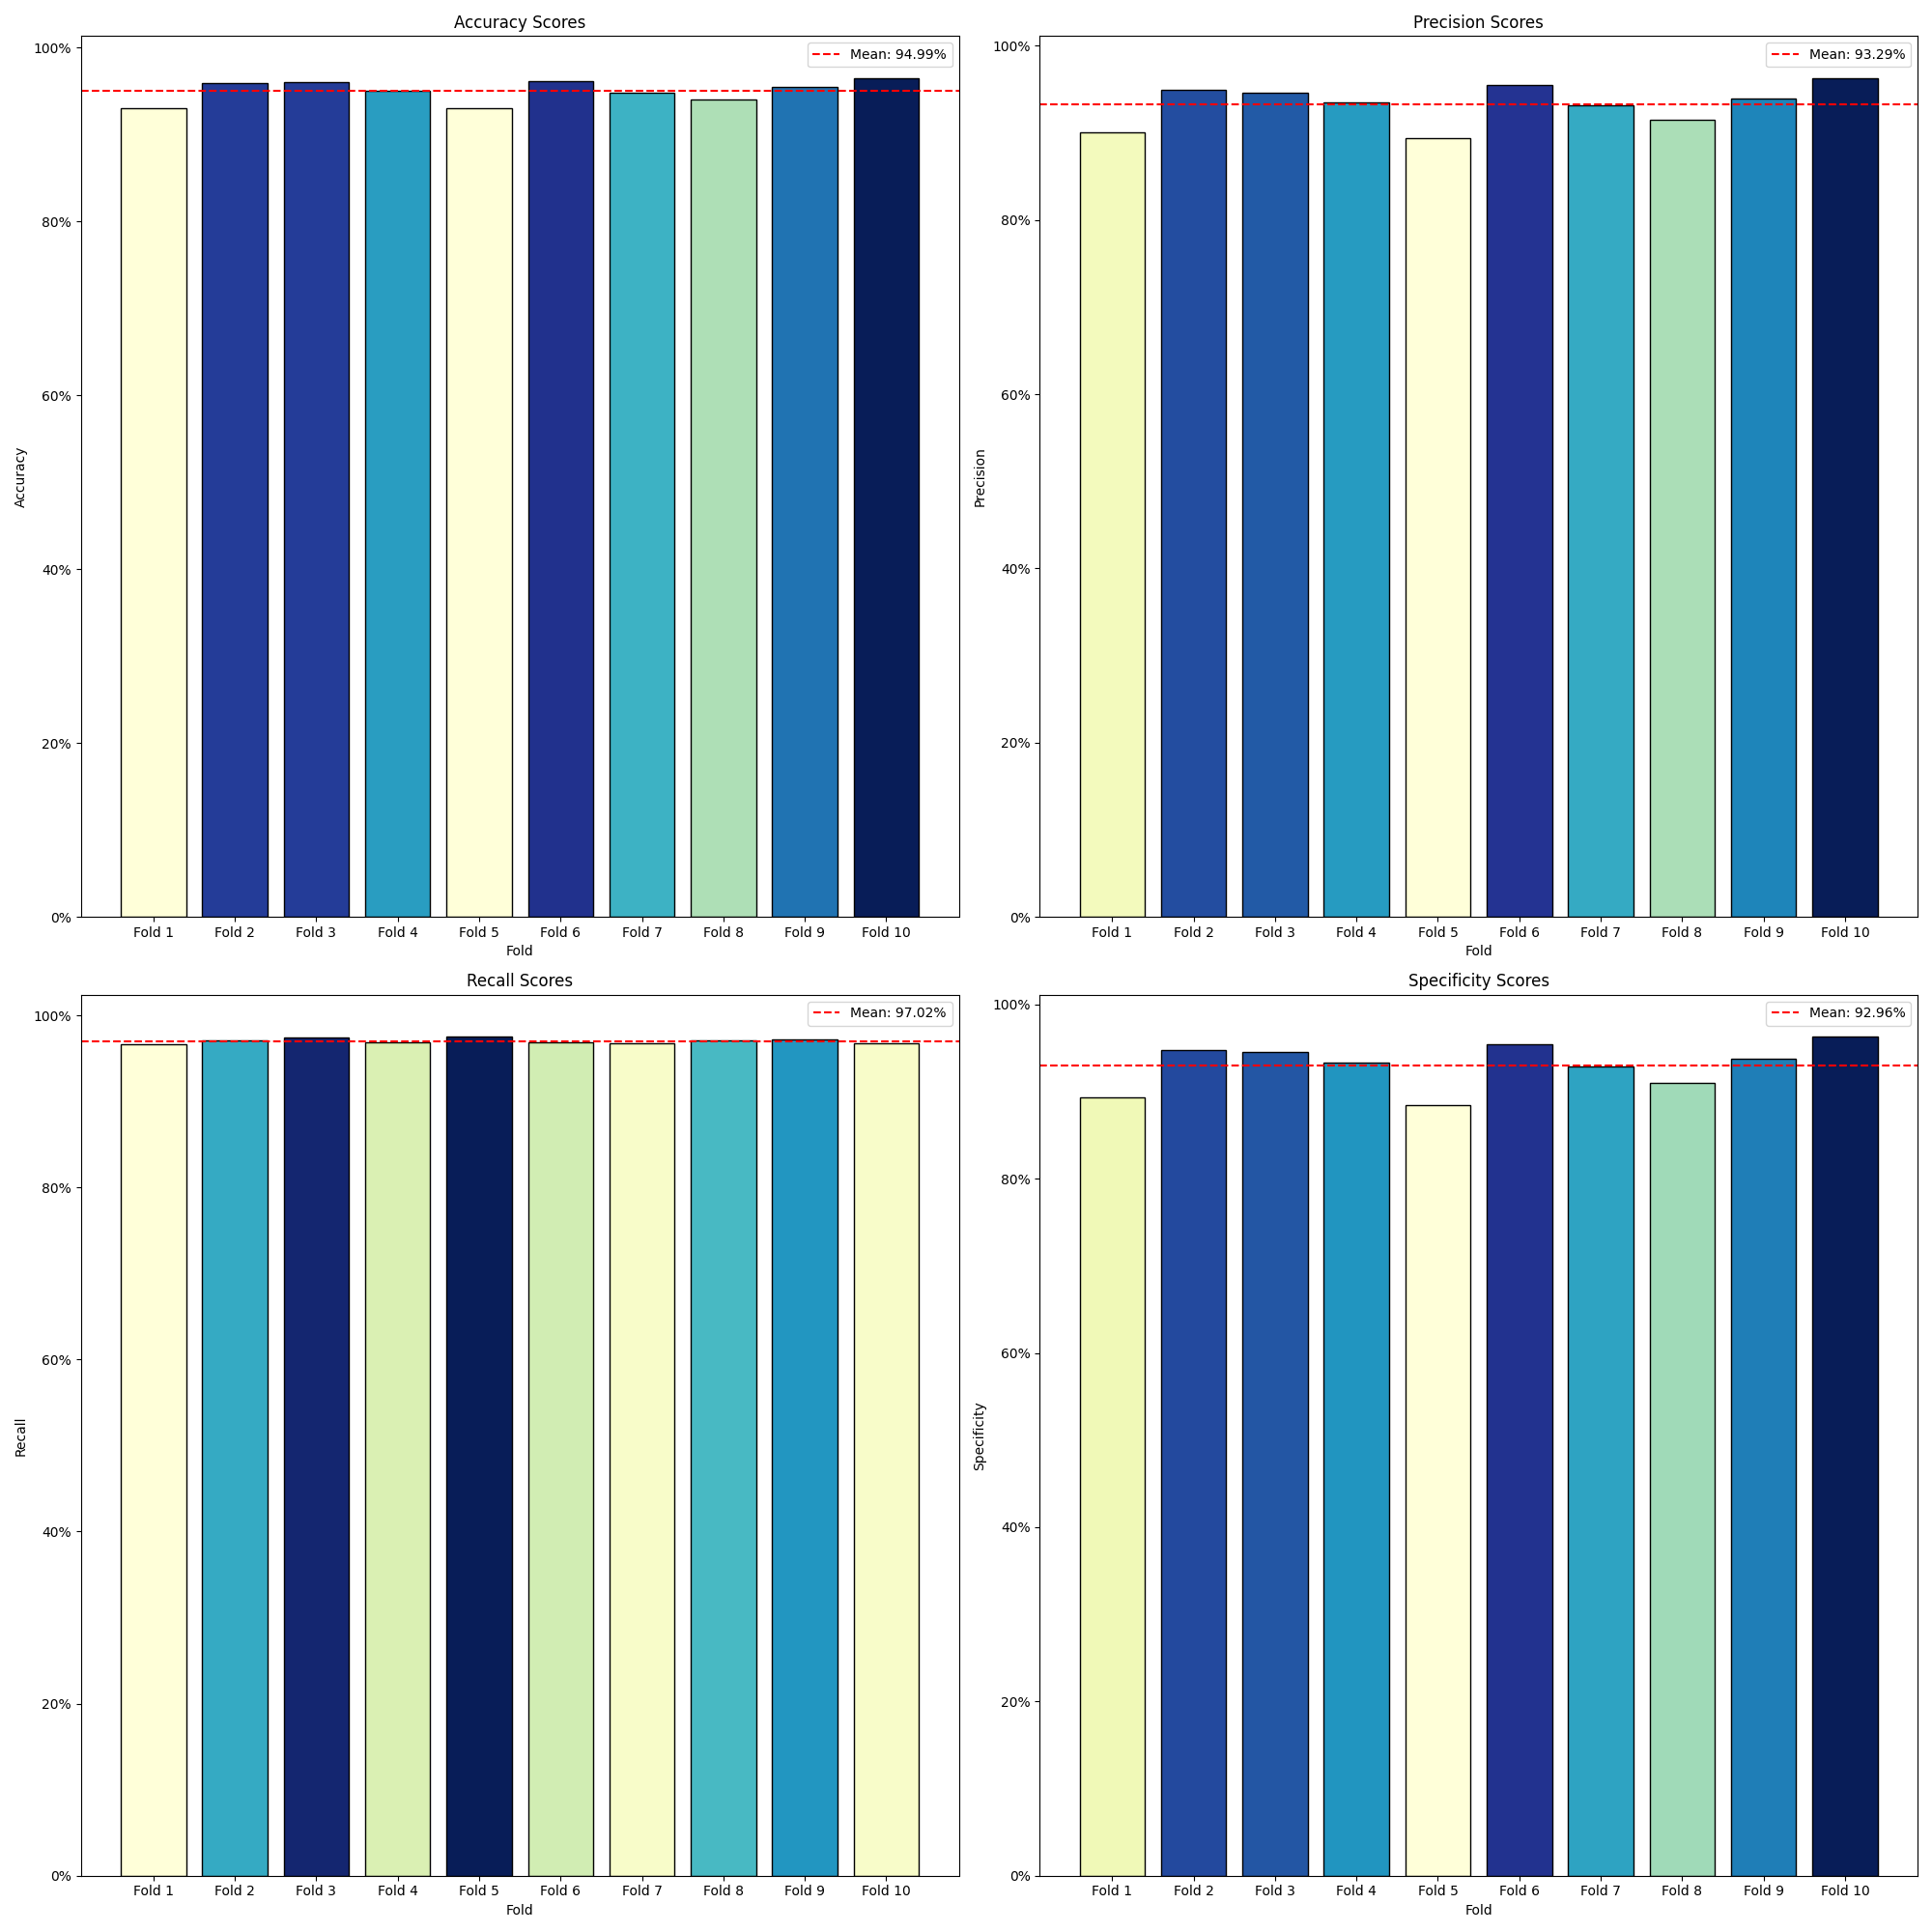 Accuracy Scores
Mean: 94.99%
100%
80%
60%
40%
20%
0%
Accuracy
Fold 1 Fold 2 Fold 3 Fold 4 Fold 5 Fold 6 Fold 7 Fold 8 Fold 9 Fold 10
Fold
Precision Scores
Mean: 93.29%
100%
80%
60%
40%
20%
0%
Precision
Fold 1 Fold 2 Fold 3 Fold 4 Fold 5 Fold 6 Fold 7 Fold 8 Fold 9 Fold 10
Fold
Recall Scores
Mean: 97.02%
100%
80%
60%
40%
20%
0%
Recall
Fold 1 Fold 2 Fold 3 Fold 4 Fold 5 Fold 6 Fold 7 Fold 8 Fold 9 Fold 10
Fold
Specificity Scores
Mean: 92.96%
100%
80%
60%
40%
20%
0%
Specificity
Fold 1 Fold 2 Fold 3 Fold 4 Fold 5 Fold 6 Fold 7 Fold 8 Fold 9 Fold 10
Fold